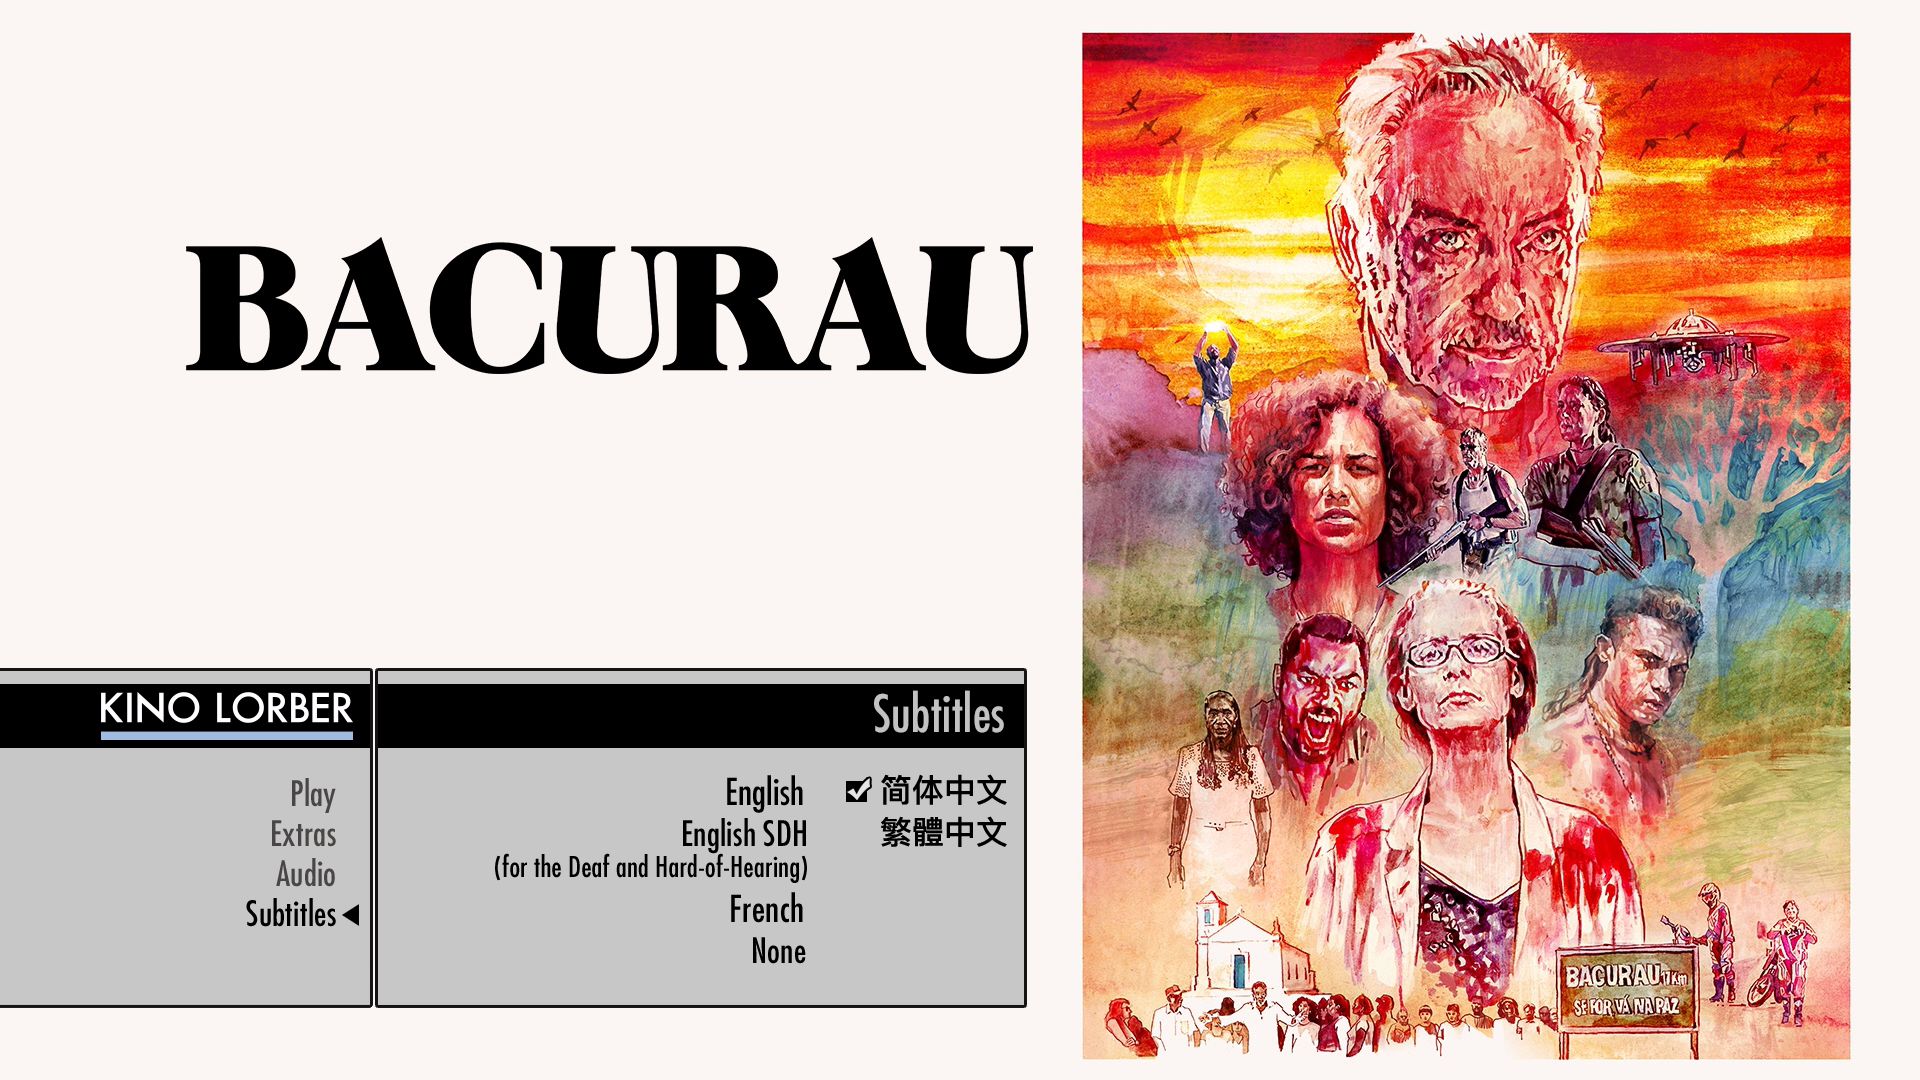 BACURAU
KINO LORBER
Play
Extras
Audio
Subtitles
Subtitles
English
English SDH
(for the Deaf and Hard-of-Hearing)
French
None
简体中文
繁體中文
BACURAU 17Km
SE FOR, VÁ NA PAZ